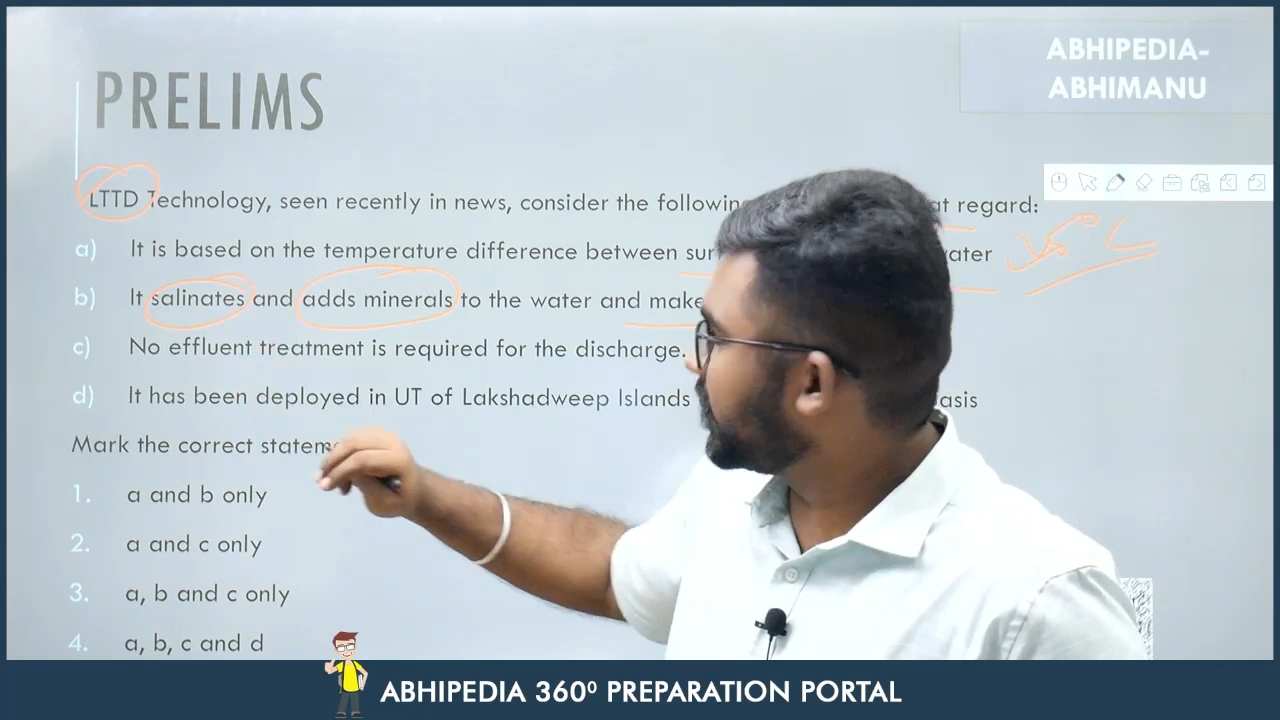 PRELIMS
ABHIPEDIA-
ABHIMANU
LTTD Technology, seen recently in news, consider the following at regard:
a) It is based on the temperature difference between sur ater 15° C
b) It salinates and adds minerals to the water and make
c) No effluent treatment is required for the discharge.
d) It has been deployed in UT of Lakshadweep Islands asis
Mark the correct statem
1. a and b only
2. a and c only
3. a, b and c only
4. a, b, c and d
ABHIPEDIA 360⁰ PREPARATION PORTAL